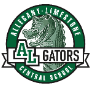 ALLEGANY-LIMESTONE
AL GATORS
CENTRAL SCHOOL